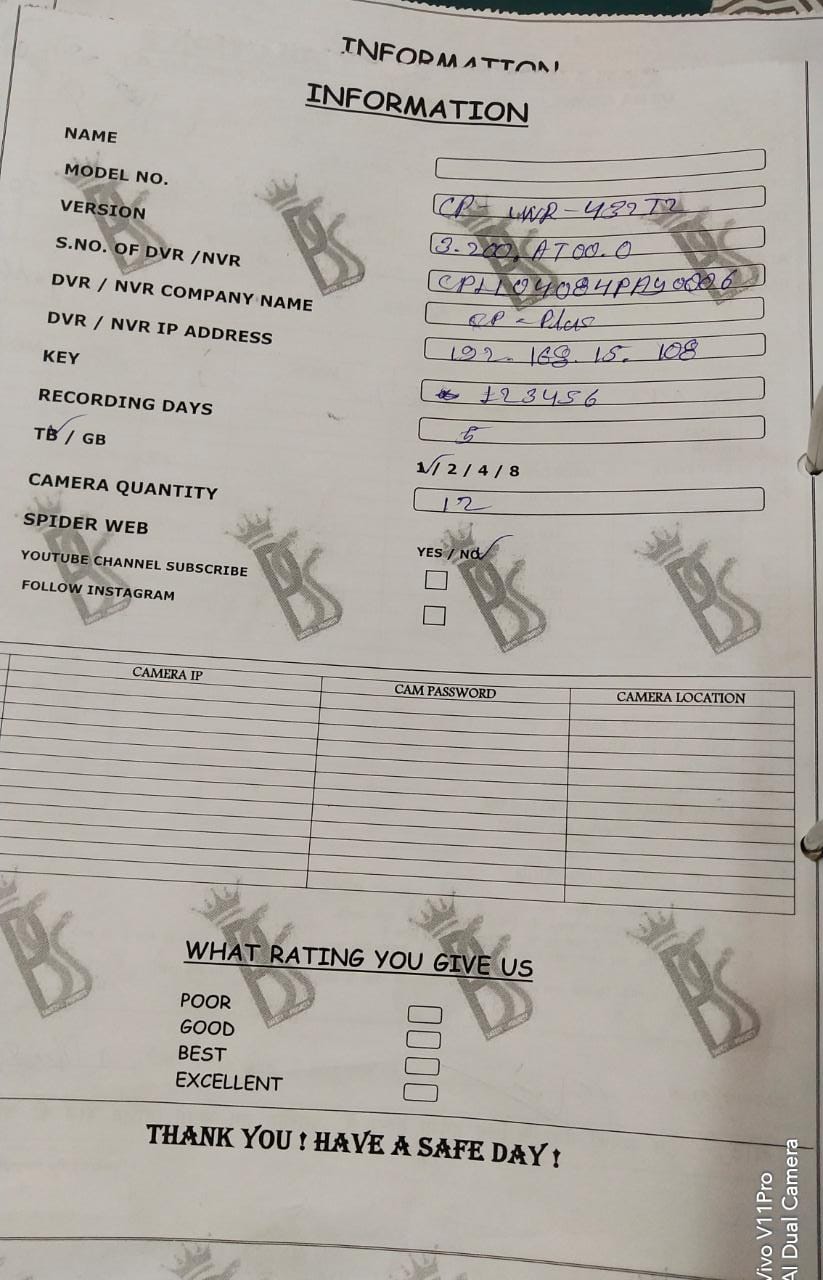 INFORMATION
INFORMATION
NAME
MODEL NO. CP- UNR-432T2
VERSION 3.200, AT00.0
S.NO. OF DVR /NVR
DVR / NVR COMPANY NAME CP-Plus
DVR / NVR IP ADDRESS 192. 168. 15. 108
KEY 123456
RECORDING DAYS 5
TB / GB 1 / 2 / 4 / 8
CAMERA QUANTITY 12
SPIDER WEB YES / NO
YOUTUBE CHANNEL SUBSCRIBE
FOLLOW INSTAGRAM
CAMERA IP CAM PASSWORD CAMERA LOCATION
WHAT RATING YOU GIVE US
POOR
GOOD
BEST
EXCELLENT
THANK YOU ! HAVE A SAFE DAY !
Vivo V11Pro
AI Dual Camera